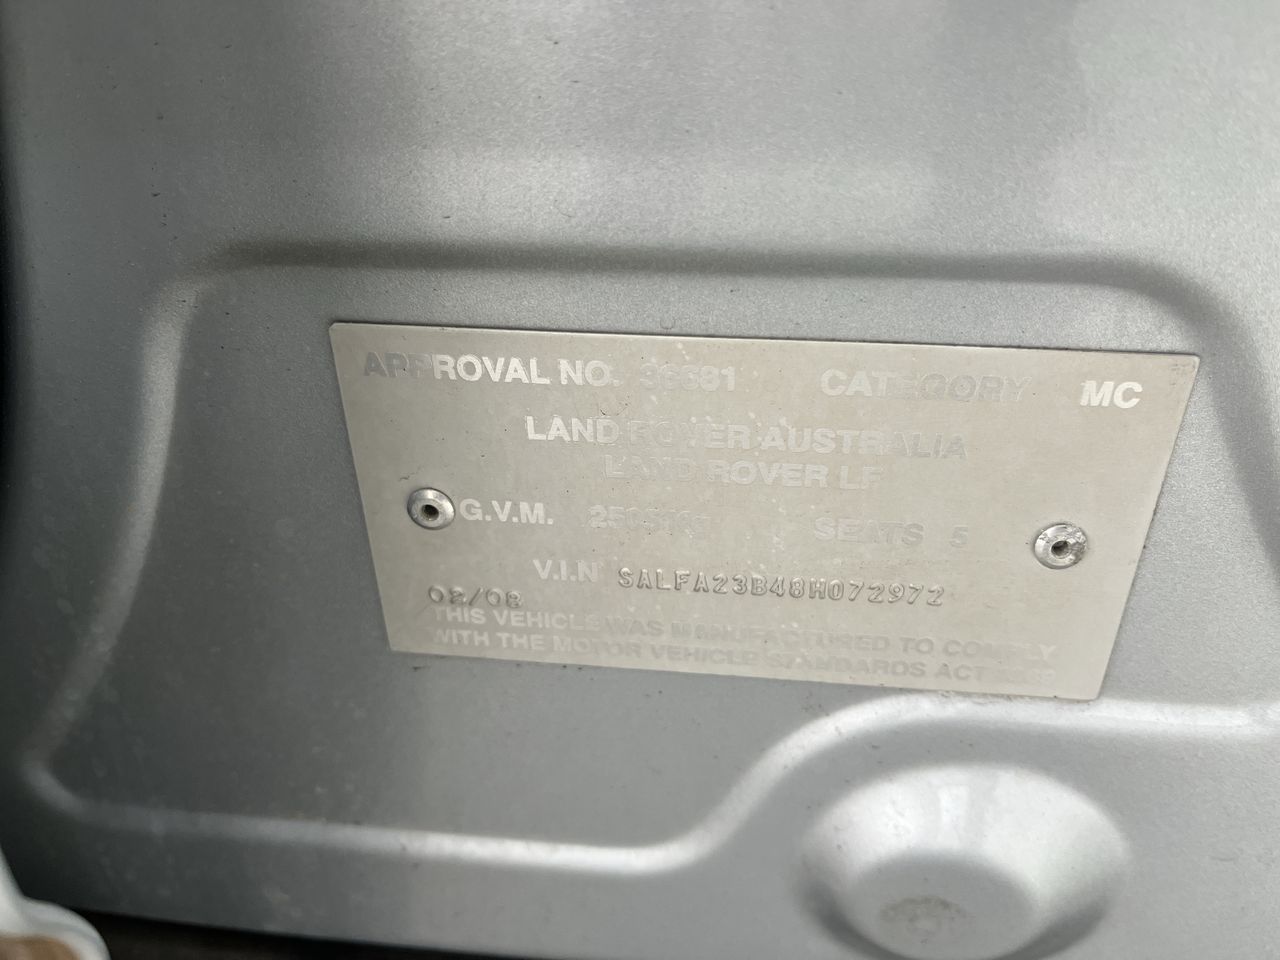 APPROVAL NO. CATEGORY MC
LAND ROVER AUSTRALIA
LAND ROVER LF
G.V.M. SEATS 5
V.I.N SALFA23B48H072972
02/08
THIS VEHICLE WAS MANUFACTURED TO COMPLY
WITH THE MOTOR VEHICLE STANDARDS ACT